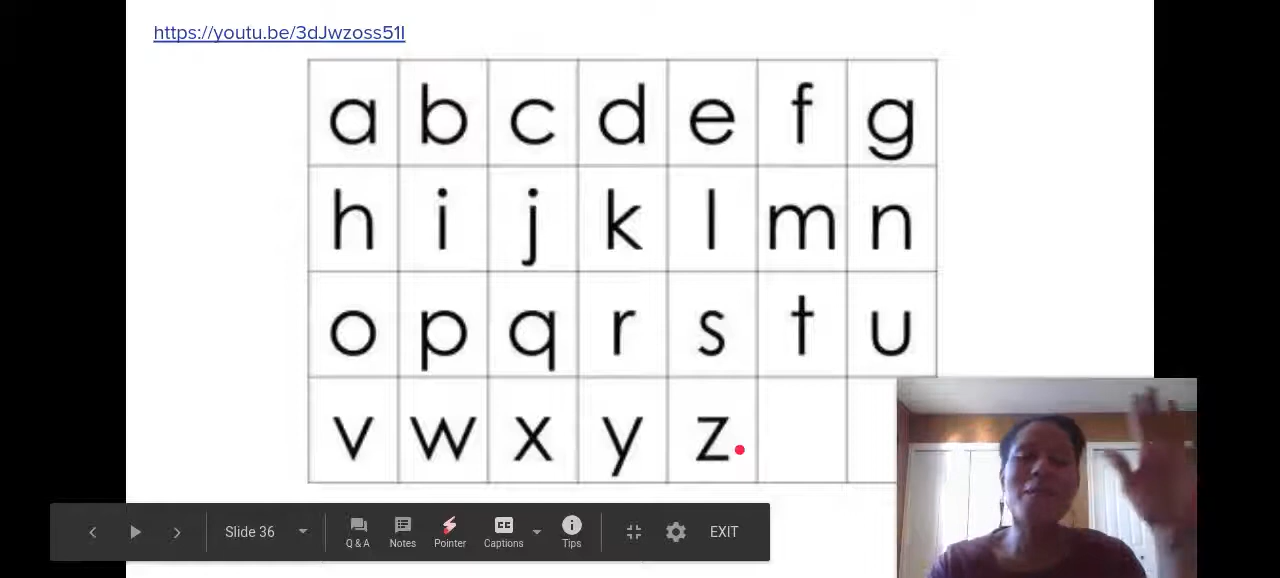 https://youtu.be/3dJwzoss51I
a b c d e f g
h i j k l m n
o p q r s t u
v w x y z
Slide 36
Q & A Notes Pointer Captions Tips EXIT